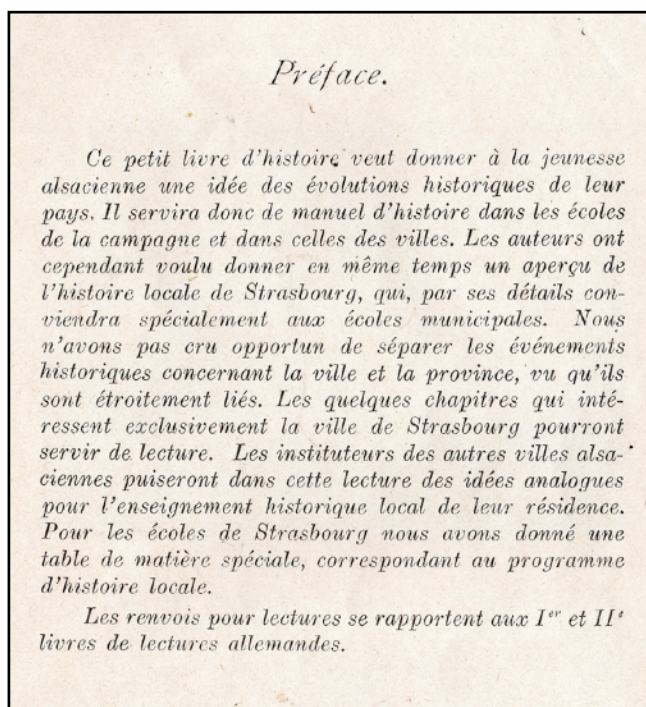 Préface.
Ce petit livre d'histoire veut donner à la jeunesse
alsacienne une idée des évolutions historiques de leur
pays. Il servira donc de manuel d'histoire dans les écoles
de la campagne et dans celles des villes. Les auteurs ont
cependant voulu donner en même temps un aperçu de
l'histoire locale de Strasbourg, qui, par ses détails con-
viendra spécialement aux écoles municipales. Nous
n'avons pas cru opportun de séparer les événements
historiques concernant la ville et la province, vu qu'ils
sont étroitement liés. Les quelques chapitres qui inté-
ressent exclusivement la ville de Strasbourg pourront
servir de lecture. Les instituteurs des autres villes alsa-
ciennes puiseront dans cette lecture des idées analogues
pour l'enseignement historique local de leur résidence.
Pour les écoles de Strasbourg nous avons donné une
table de matière spéciale, correspondant au programme
d'histoire locale.
Les renvois pour lectures se rapportent aux Ier et IIe
livres de lectures allemandes.